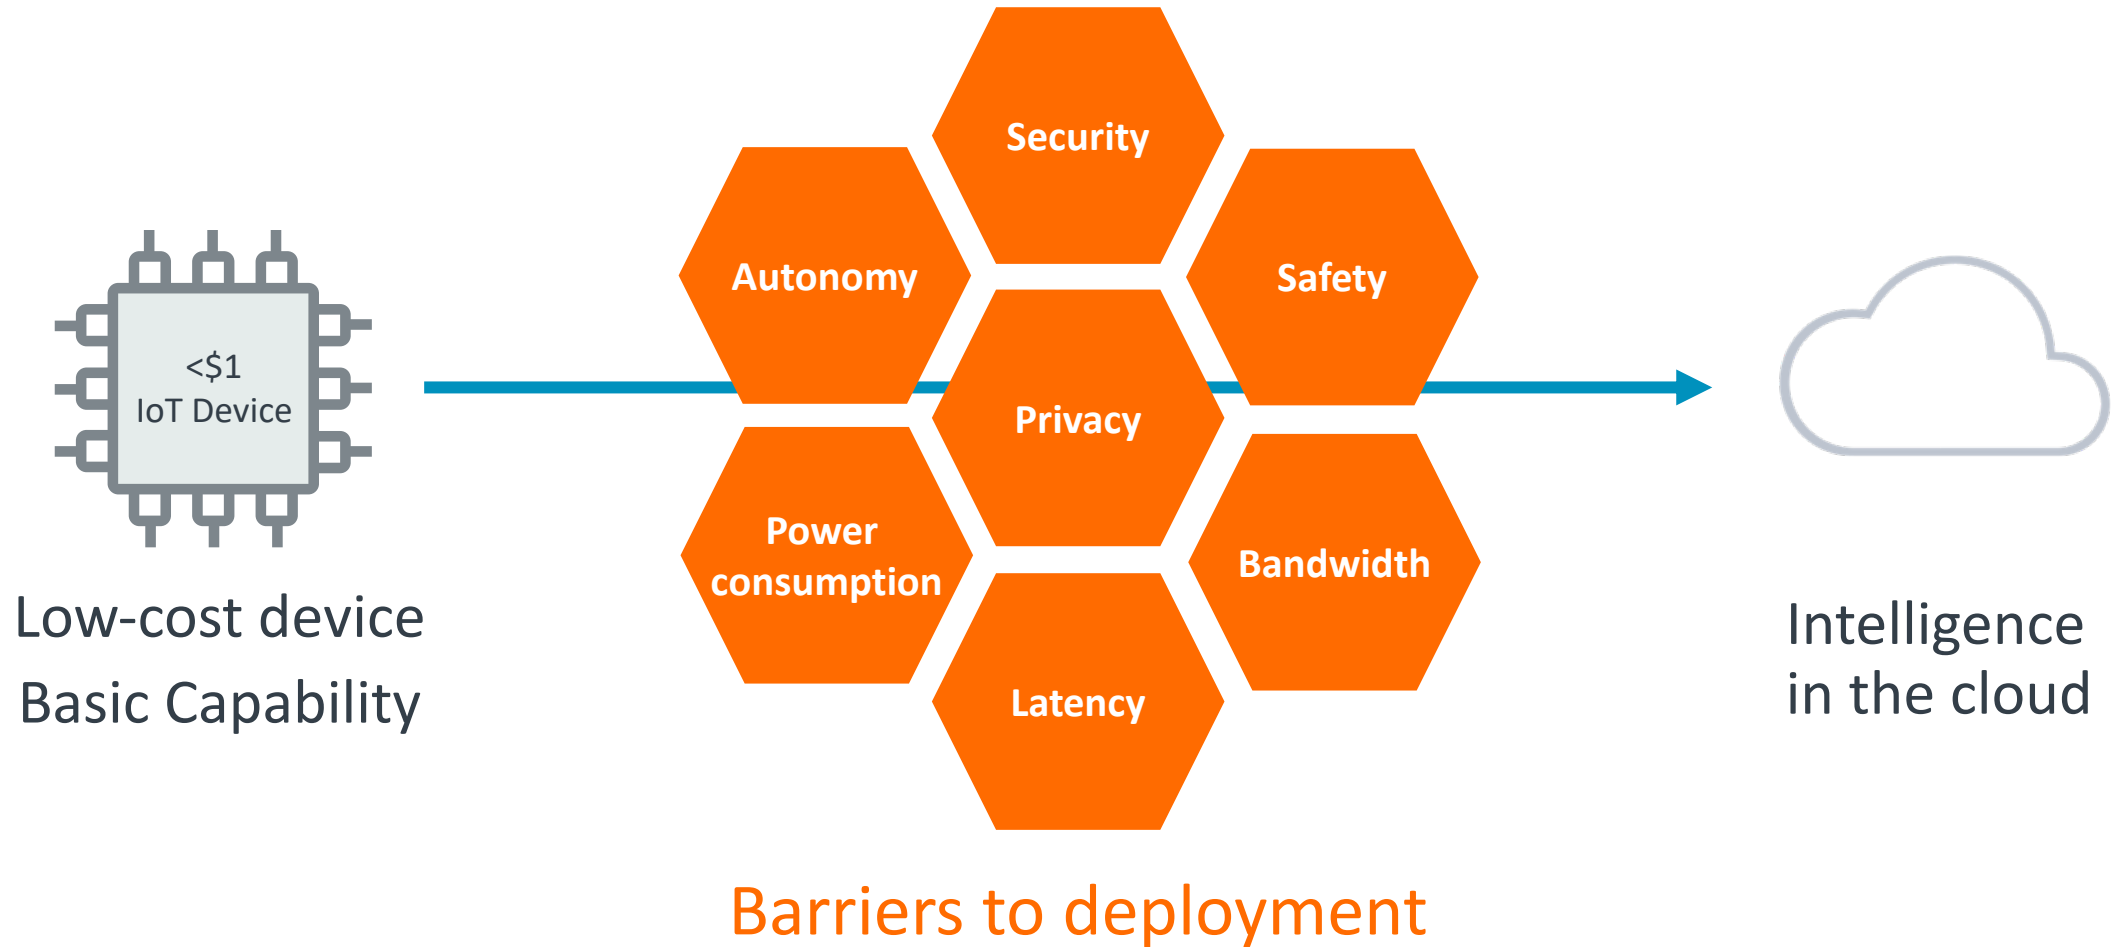 <$1
IoT Device
Low-cost device
Basic Capability
Security
Autonomy
Safety
Privacy
Power
consumption
Bandwidth
Latency
Barriers to deployment
Intelligence
in the cloud